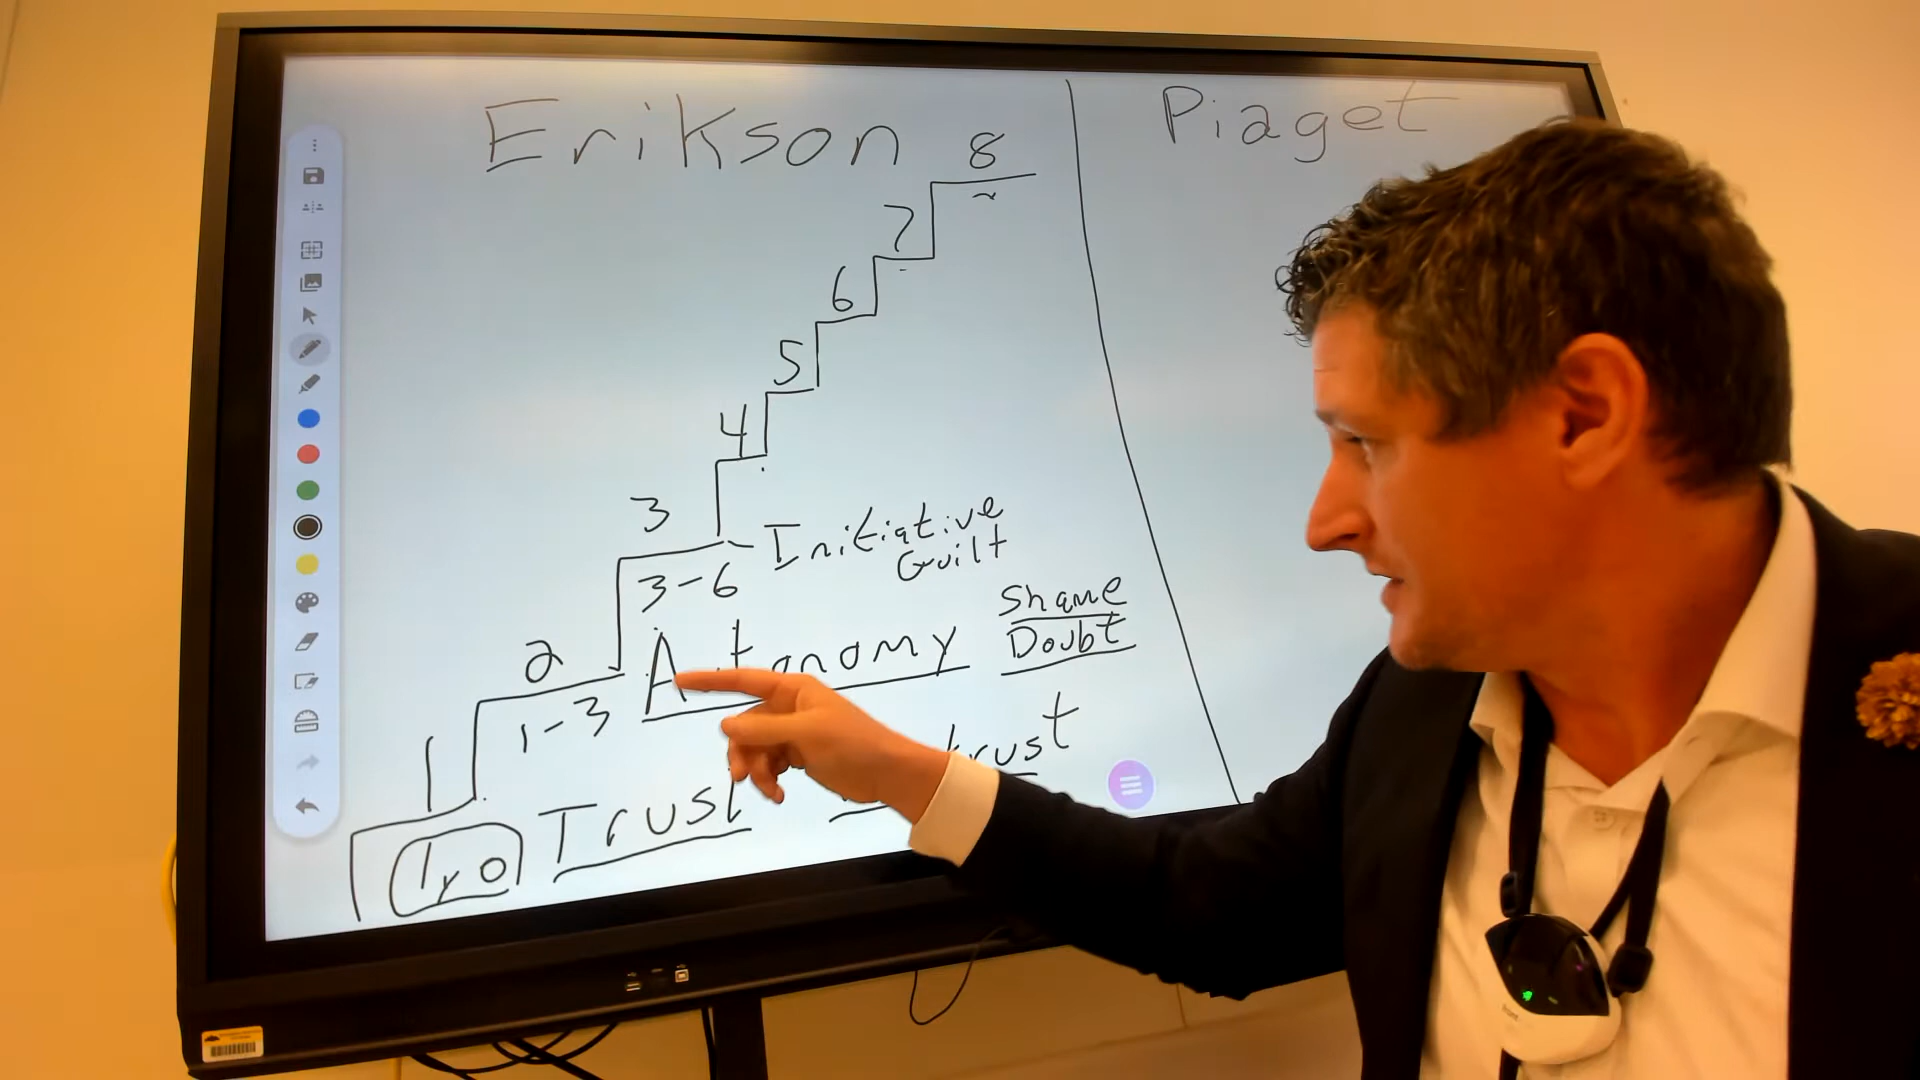 Erikson
Piaget
8
7
6
5
4
3
Initiative
Guilt
3-6
Shame
Doubt
2
Autonomy
1-3
1
Trust
1yo